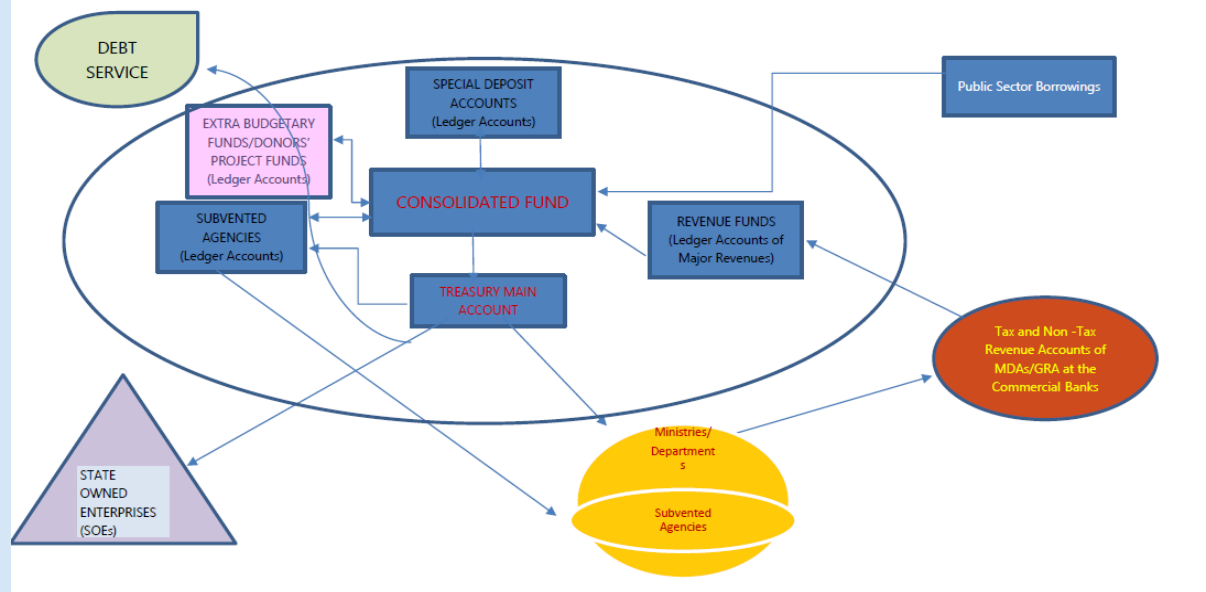 DEBT
SERVICE
SPECIAL DEPOSIT
ACCOUNTS
(Ledger Accounts)
Public Sector Borrowings
EXTRA BUDGETARY
FUNDS/DONORS'
PROJECT FUNDS
(Ledger Accounts)
CONSOLIDATED FUND
SUBVENTED
AGENCIES
(Ledger Accounts)
REVENUE FUNDS
(Ledger Accounts of
Major Revenues)
TREASURY MAIN
ACCOUNT
Tax and Non -Tax
Revenue Accounts of
MDAs/GRA at the
Commercial Banks
Ministries/
Department
s
Subvented
Agencies
STATE
OWNED
ENTERPRISES
(SOEs)